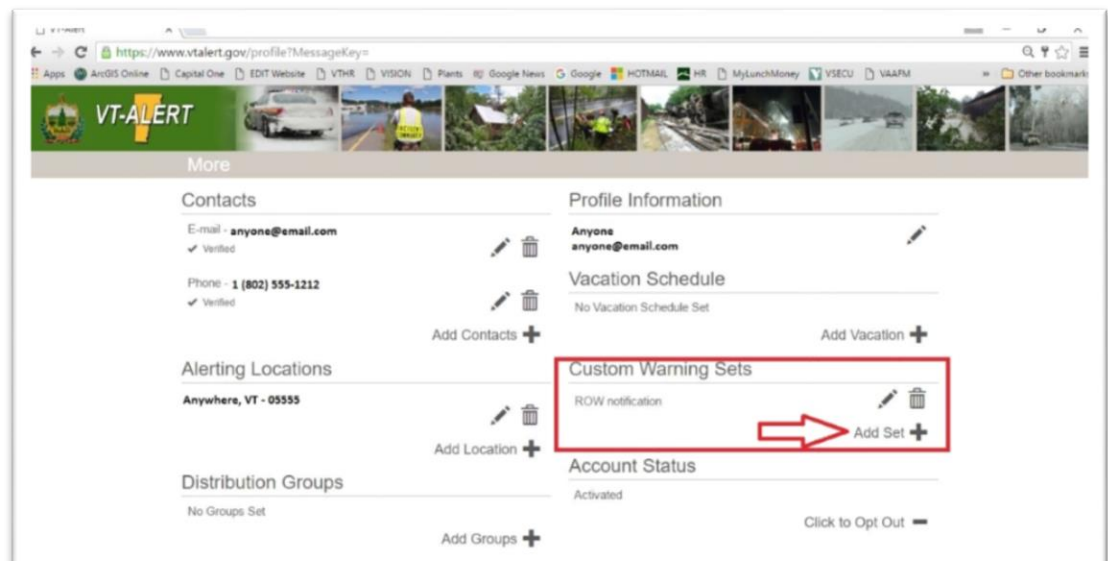 VT-Alert
https://www.vtalert.gov/profile?MessageKey=
Apps ArcGIS Online Capital One EDIT Website VTHR VISION Plants Google News Google HOTMAIL HR MyLunchMoney VSECU VAAFM » Other bookmarks
VT-ALERT
More
Contacts
E-mail - anyone@email.com
✔ Verified
Phone - 1 (802) 555-1212
✔ Verified
Add Contacts
Alerting Locations
Anywhere, VT - 05555
Add Location
Distribution Groups
No Groups Set
Add Groups
Profile Information
Anyone
anyone@email.com
Vacation Schedule
No Vacation Schedule Set
Add Vacation
Custom Warning Sets
ROW notification
Add Set
Account Status
Activated
Click to Opt Out